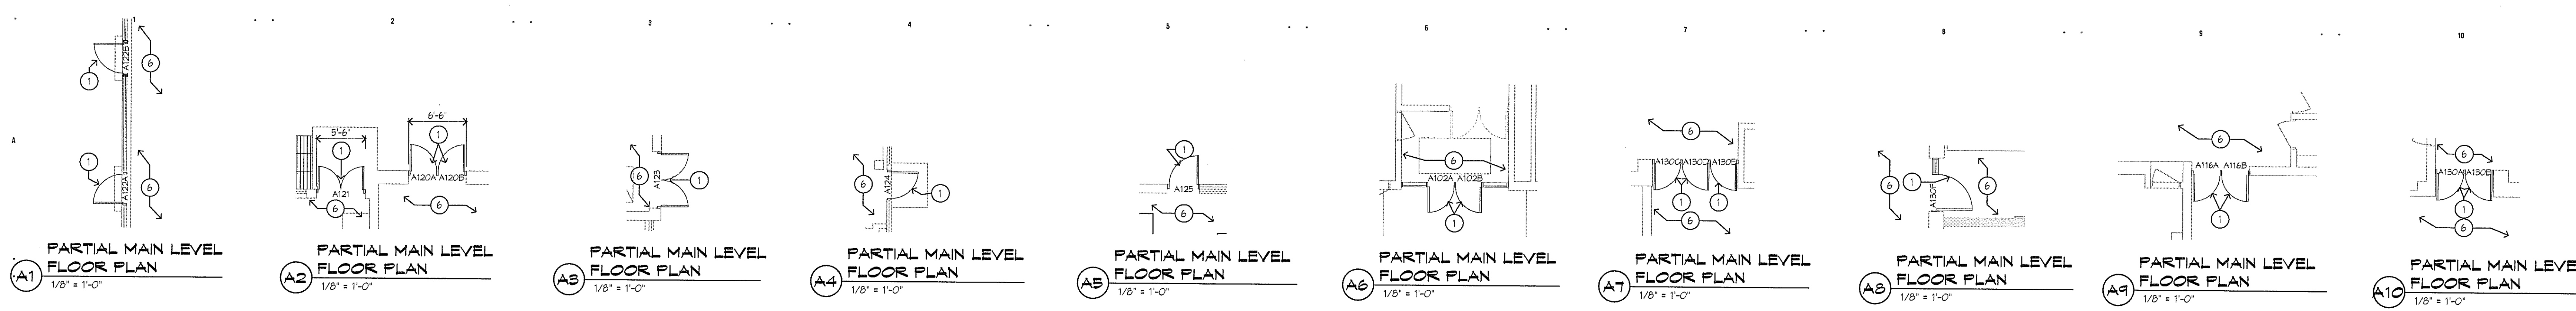 1
2
3
4
5
6
7
8
9
10
A
A122B
6
1
1
A122A
6
PARTIAL MAIN LEVEL
FLOOR PLAN
A1
1/8" = 1'-0"
6'-6"
5'-6"
1
1
A120A A120B
A121
6
6
PARTIAL MAIN LEVEL
FLOOR PLAN
A2
1/8" = 1'-0"
6
A123
1
PARTIAL MAIN LEVEL
FLOOR PLAN
A3
1/8" = 1'-0"
6
A124
1
PARTIAL MAIN LEVEL
FLOOR PLAN
A4
1/8" = 1'-0"
1
A125
6
PARTIAL MAIN LEVEL
FLOOR PLAN
A5
1/8" = 1'-0"
6
A102A A102B
1
PARTIAL MAIN LEVEL
FLOOR PLAN
A6
1/8" = 1'-0"
6
A130C A130D A130E
1
1
6
PARTIAL MAIN LEVEL
FLOOR PLAN
A7
1/8" = 1'-0"
6
1
6
A130F
PARTIAL MAIN LEVEL
FLOOR PLAN
A8
1/8" = 1'-0"
6
A116A A116B
1
PARTIAL MAIN LEVEL
FLOOR PLAN
A9
1/8" = 1'-0"
6
A130A A130B
1
6
PARTIAL MAIN LEVE
FLOOR PLAN
A10
1/8" = 1'-0"